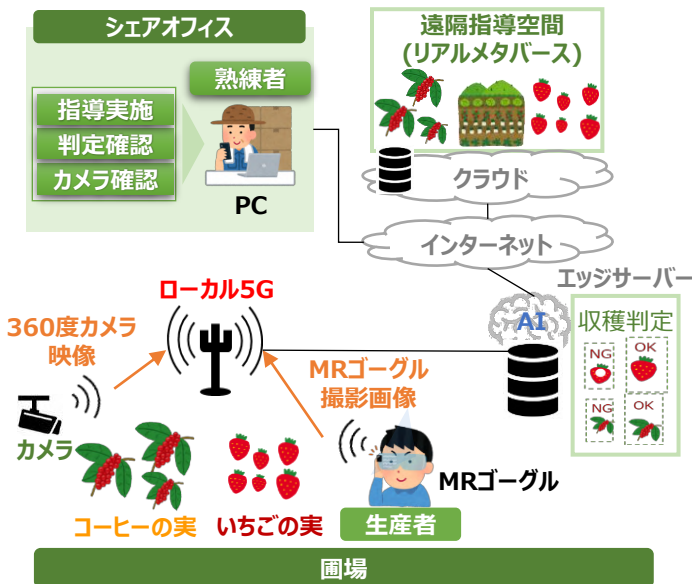 シェアオフィス
熟練者
指導実施
判定確認
カメラ確認
PC
遠隔指導空間
(リアルメタバース)
クラウド
インターネット
エッジサーバー
AI
収穫判定
NG
OK
NG
OK
ローカル5G
360度カメラ
映像
MRゴーグル
撮影画像
カメラ
MRゴーグル
コーヒーの実
いちごの実
生産者
圃場